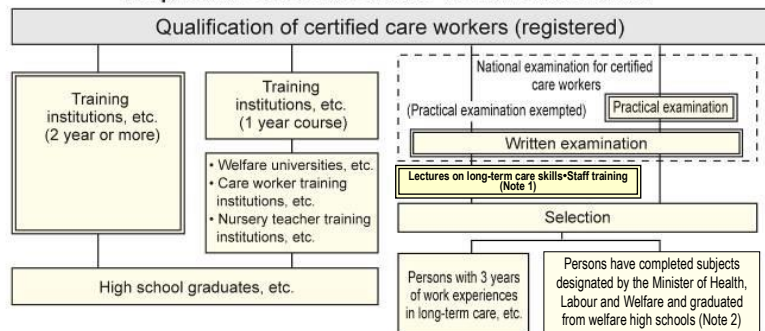 Qualification of certified care workers (registered)
Training
institutions, etc.
(2 year or more)
Training
institutions, etc.
(1 year course)
• Welfare universities, etc.
• Care worker training
institutions, etc.
• Nursery teacher training
institutions, etc.
High school graduates, etc.
National examination for certified
care workers
(Practical examination exempted)
Practical examination
Written examination
Lectures on long-term care skills•Staff training
(Note 1)
Selection
Persons with 3 years
of work experiences
in long-term care, etc.
Persons have completed subjects
designated by the Minister of Health,
Labour and Welfare and graduated
from welfare high schools (Note 2)